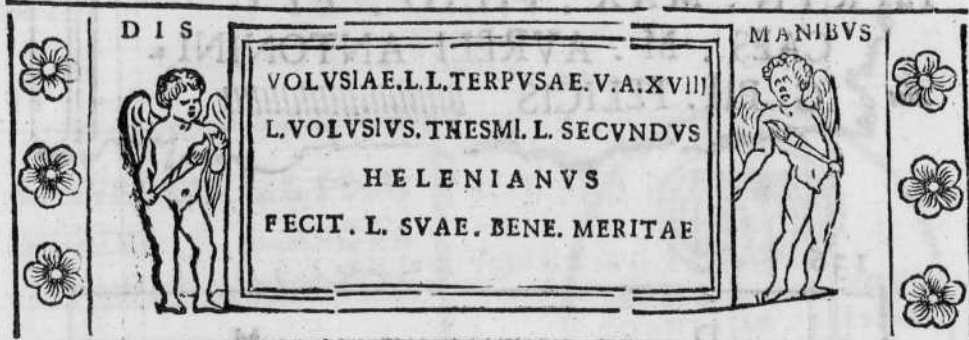 DIS MANIBVS
VOLVSIAE.L.L.TERPVSAE.V.A.XVIII
L.VOLVSIVS.THESMI.L.SECVNDVS
HELENIANVS
FECIT.L.SVAE.BENE.MERITAE